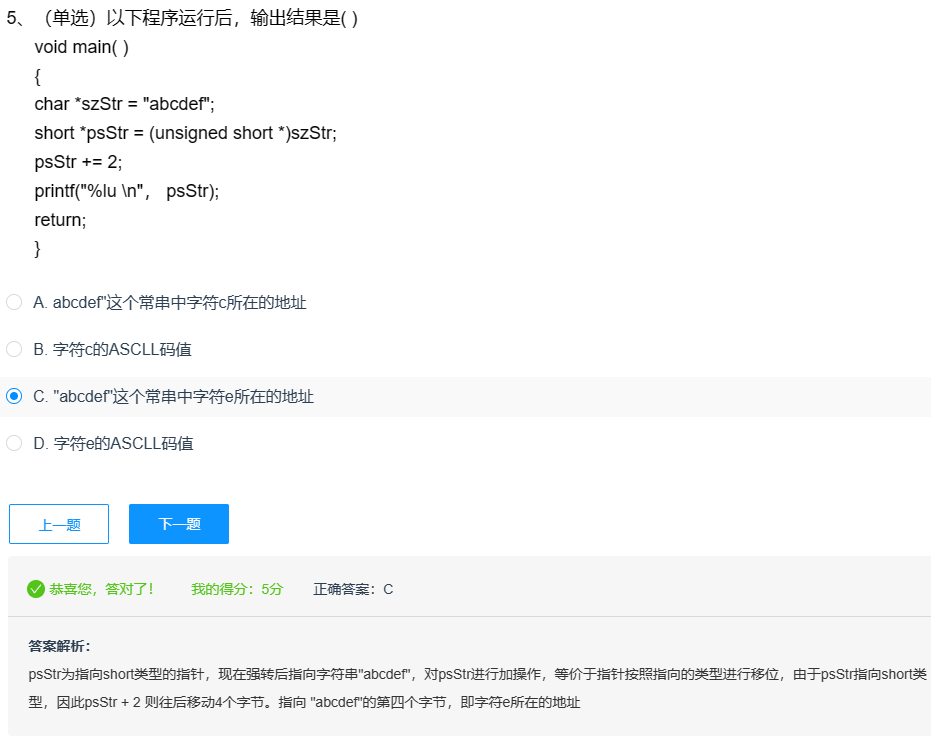 5、（单选）以下程序运行后，输出结果是( )
void main( )
{
char *szStr = "abcdef";
short *psStr = (unsigned short *)szStr;
psStr += 2;
printf("%lu \n"， psStr);
return;
}
A. abcdef"这个常串中字符c所在的地址
B. 字符c的ASCLL码值
C. "abcdef"这个常串中字符e所在的地址
D. 字符e的ASCLL码值
上一题 下一题
恭喜您，答对了！ 我的得分：5分 正确答案：C
答案解析：
psStr为指向short类型的指针，现在强转后指向字符串"abcdef"，对psStr进行加操作，等价于指针按照指向的类型进行移位，由于psStr指向short类
型，因此psStr + 2 则往后移动4个字节。指向 "abcdef"的第四个字节，即字符e所在的地址